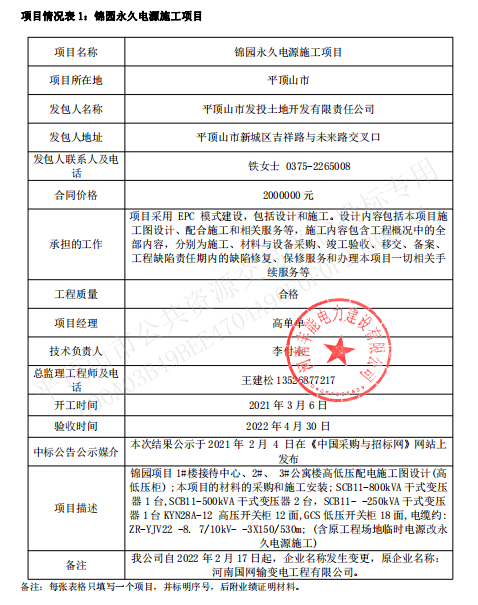 项目情况表 1：锦园永久电源施工项目
项目名称 锦园永久电源施工项目
项目所在地 平顶山市
发包人名称 平顶山市发投土地开发有限责任公司
发包人地址 平顶山市新城区吉祥路与未来路交叉口
发包人联系人及电话 铁女士 0375-2265008
合同价格 2000000 元
承担的工作
项目采用 EPC 模式建设，包括设计和施工。设计内容包括本项目施
工图设计、配合施工和相关服务等，施工内容包含工程概况中的全
部内容，分别为施工、材料与设备采购、竣工验收、移交、备案、
工程缺陷责任期内的缺陷修复、保修服务和办理本项目一切相关手
续服务等
工程质量 合格
项目经理 高单单
技术负责人 李付
总监理工程师及电话 王建松 13526877217
开工时间 2021 年 3 月 6 日
验收时间 2022 年 4 月 30 日
中标公告公示媒介
本次结果公示于 2021 年 2 月 4 日在《中国采购与招标网》网站上
发布
项目描述
锦园项目 1#楼接待中心、2#、 3#公寓楼高低压配电施工图设计(高
低压柜)；本项目的材料的采购和施工安装；SCB11-800kVA 干式变压
器 1 台,SCB11-500kVA 干式变压器 2 台，SCB11- -250kVA 干式变压
器 1 台 KYN28A-12 高压开关柜 12 面,GCS 低压开关柜 18 面,电缆约:
ZR-YJV22 -8. 7/10kV- -3X150/530m; (含原工程场地临时电源改永
久电源施工)
备注
我公司自 2022 年 2 月 17 日起，企业名称发生变更，原企业名称：
河南国网输变电工程有限公司。
备注：每张表格只填写一个项目，并标明序号，后附业绩证明材料。